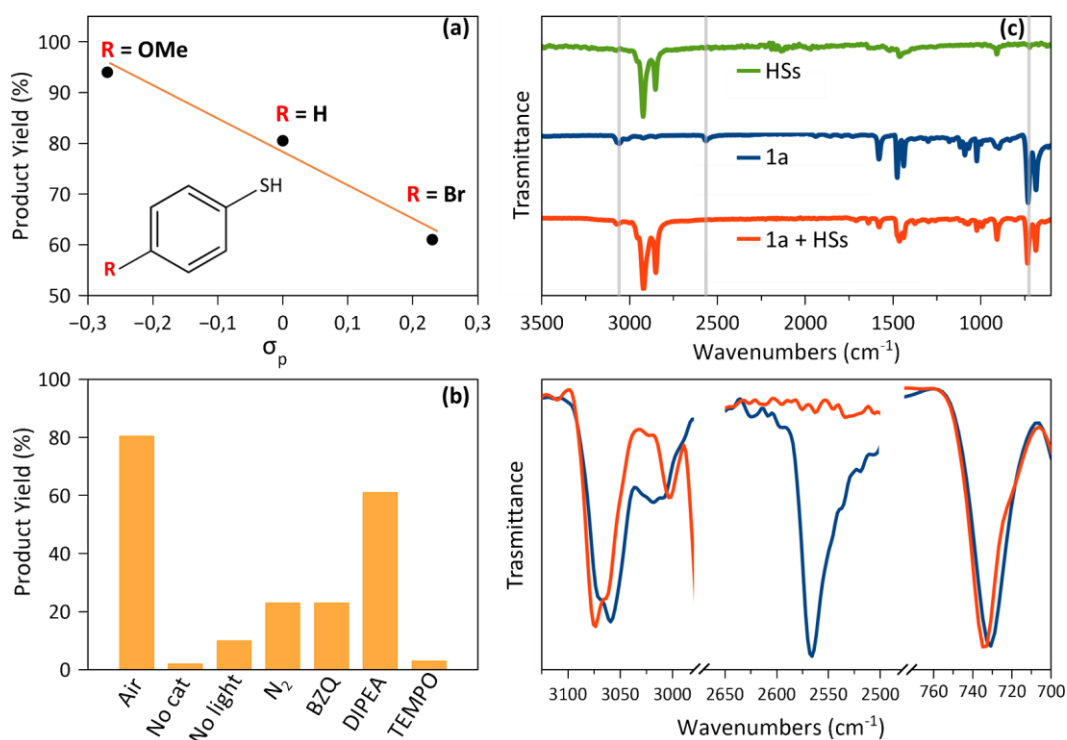 (a)
Product Yield (%)
100
90
80
70
60
50
R = OMe
R = H
R = Br
SH
R
−0,3 −0,2 −0,1 0 0,1 0,2 0,3
σp
(b)
Product Yield (%)
100
80
60
40
20
0
Air No cat No light N2 BZQ DIPEA TEMPO
(c)
Trasmittance
HSs
1a
1a + HSs
3500 3000 2500 2000 1500 1000
Wavenumbers (cm-1)
Trasmittance
3100 3050 3000 2650 2600 2550 2500 760 740 720 700
Wavenumbers (cm-1)